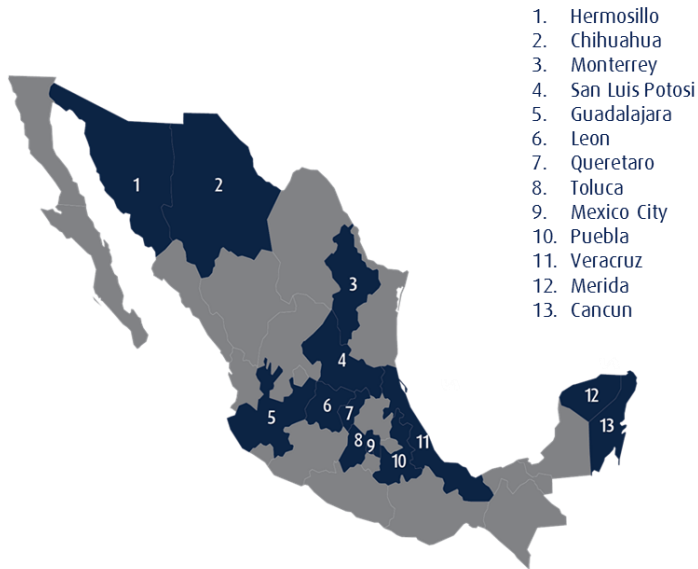 1. Hermosillo
2. Chihuahua
3. Monterrey
4. San Luis Potosi
5. Guadalajara
6. Leon
7. Queretaro
8. Toluca
9. Mexico City
10. Puebla
11. Veracruz
12. Merida
13. Cancun
1
2
3
4
5
6
7
8
9
10
11
12
13